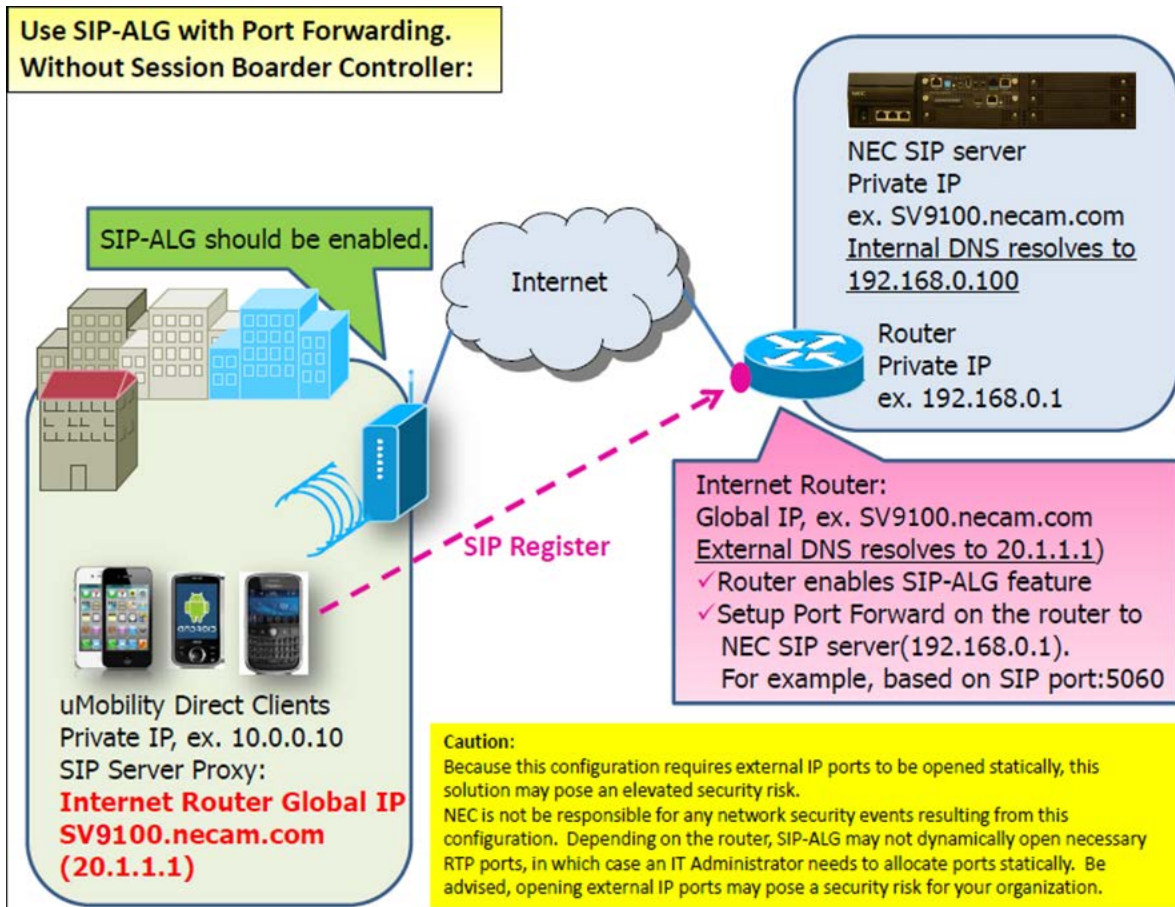 Use SIP-ALG with Port Forwarding.
Without Session Boarder Controller:
SIP-ALG should be enabled.
Internet
NEC
NEC SIP server
Private IP
ex. SV9100.necam.com
Internal DNS resolves to
192.168.0.100
Router
Private IP
ex. 192.168.0.1
SIP Register
Internet Router:
Global IP, ex. SV9100.necam.com
External DNS resolves to 20.1.1.1)
✓Router enables SIP-ALG feature
✓Setup Port Forward on the router to
NEC SIP server(192.168.0.1).
For example, based on SIP port:5060
ANDROID
uMobility Direct Clients
Private IP, ex. 10.0.0.10
SIP Server Proxy:
Internet Router Global IP
SV9100.necam.com
(20.1.1.1)
Caution:
Because this configuration requires external IP ports to be opened statically, this
solution may pose an elevated security risk.
NEC is not be responsible for any network security events resulting from this
configuration. Depending on the router, SIP-ALG may not dynamically open necessary
RTP ports, in which case an IT Administrator needs to allocate ports statically. Be
advised, opening external IP ports may pose a security risk for your organization.